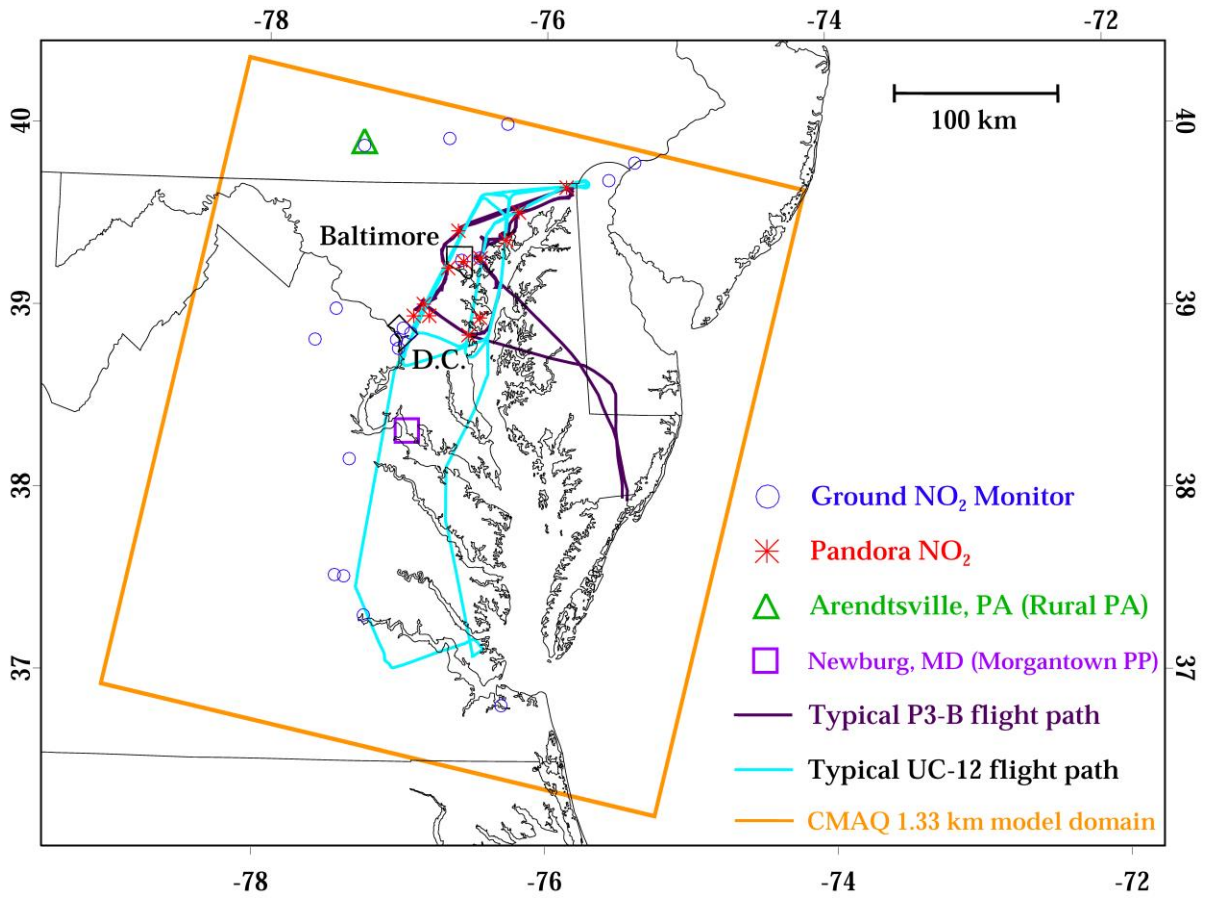 -78 -76 -74 -72
40 40
100 km
Baltimore
39 39
D.C.
38 38
Ground NO₂ Monitor
Pandora NO₂
Arendtsville, PA (Rural PA)
Newburg, MD (Morgantown PP)
37 37
Typical P3-B flight path
Typical UC-12 flight path
CMAQ 1.33 km model domain
-78 -76 -74 -72